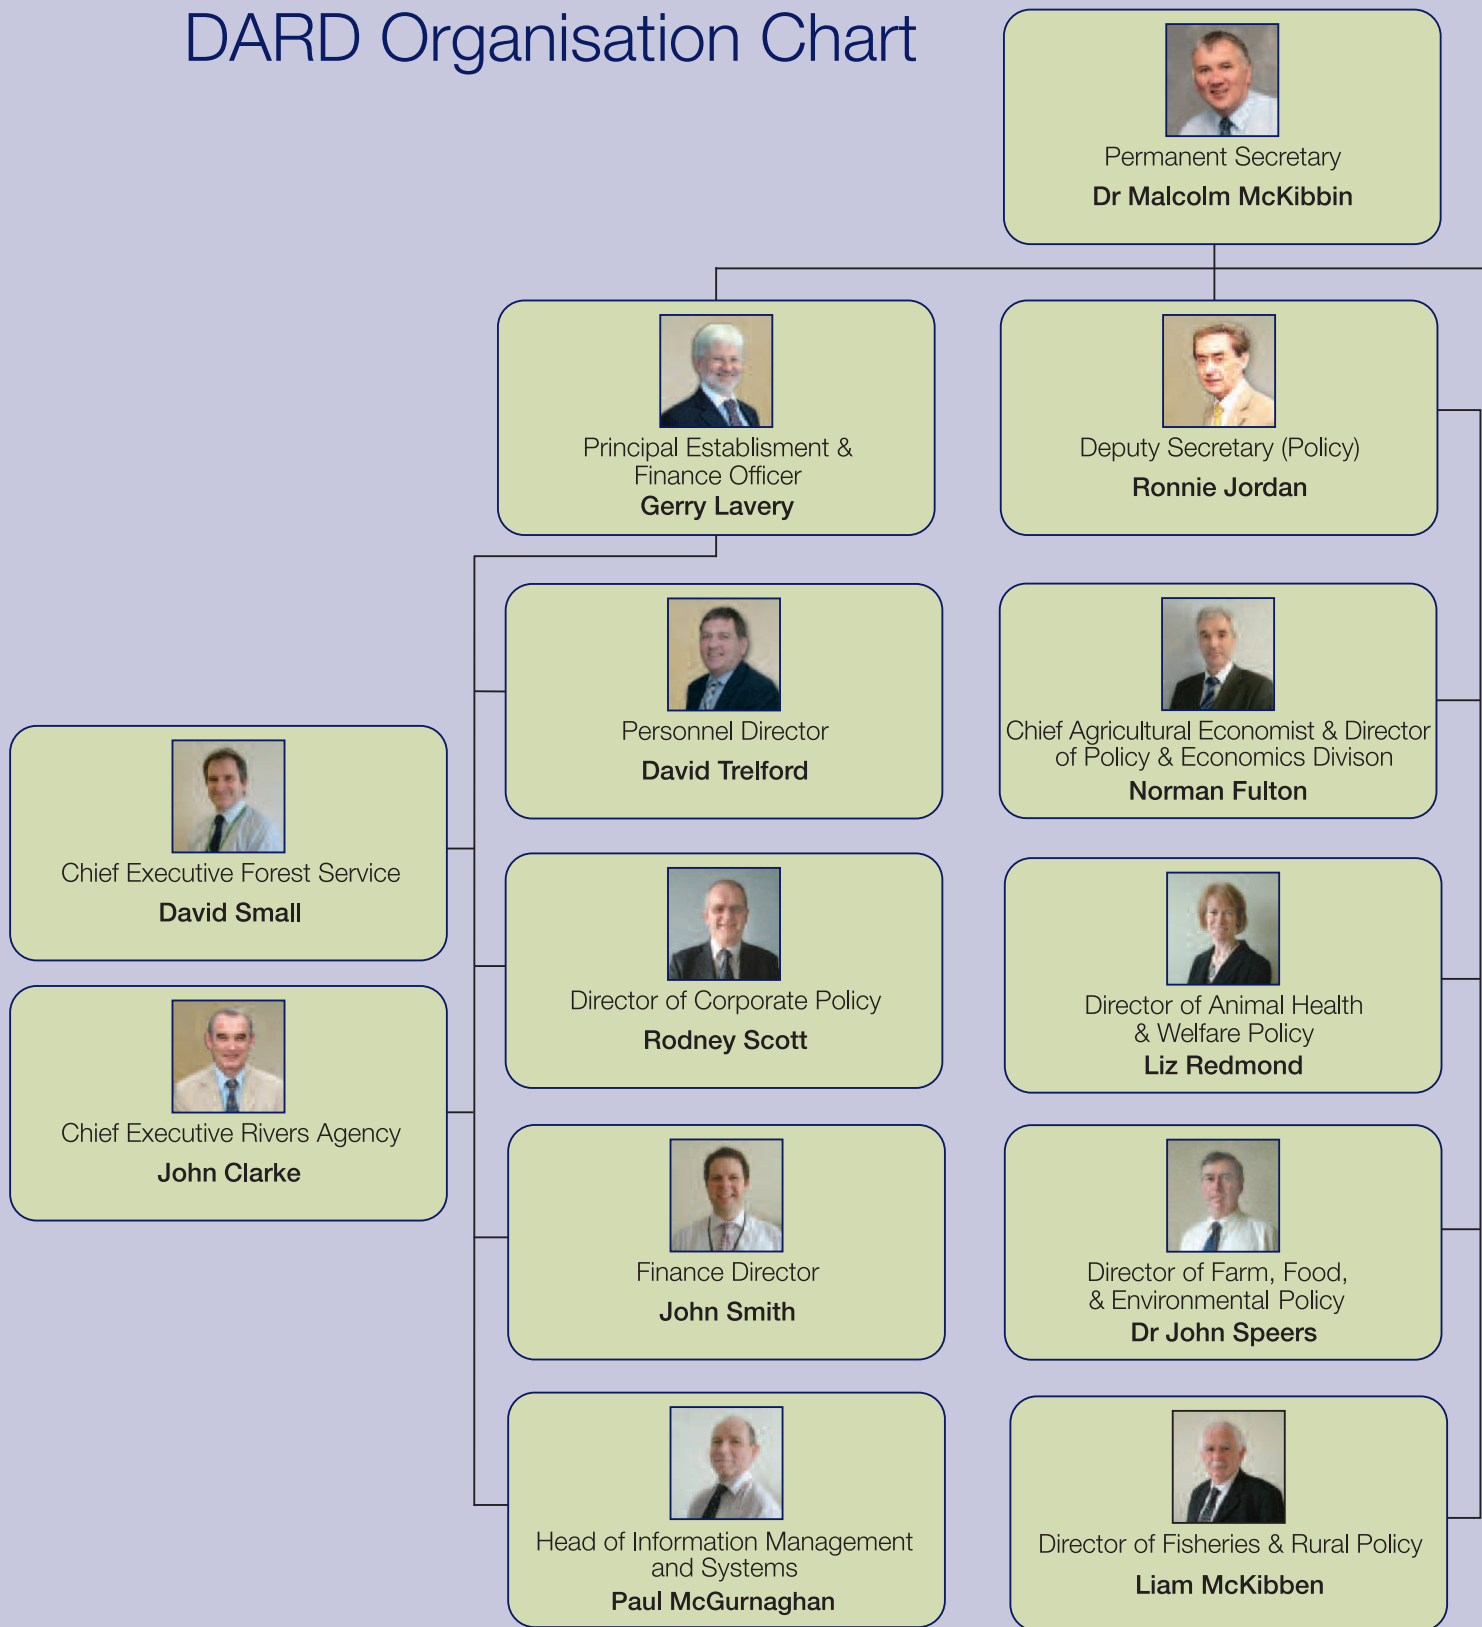 DARD Organisation Chart
Permanent Secretary
Dr Malcolm McKibbin
Principal Establisment &
Finance Officer
Gerry Lavery
Deputy Secretary (Policy)
Ronnie Jordan
Personnel Director
David Trelford
Chief Agricultural Economist & Director
of Policy & Economics Divison
Norman Fulton
Chief Executive Forest Service
David Small
Director of Corporate Policy
Rodney Scott
Director of Animal Health
& Welfare Policy
Liz Redmond
Chief Executive Rivers Agency
John Clarke
Finance Director
John Smith
Director of Farm, Food,
& Environmental Policy
Dr John Speers
Head of Information Management
and Systems
Paul McGurnaghan
Director of Fisheries & Rural Policy
Liam McKibben